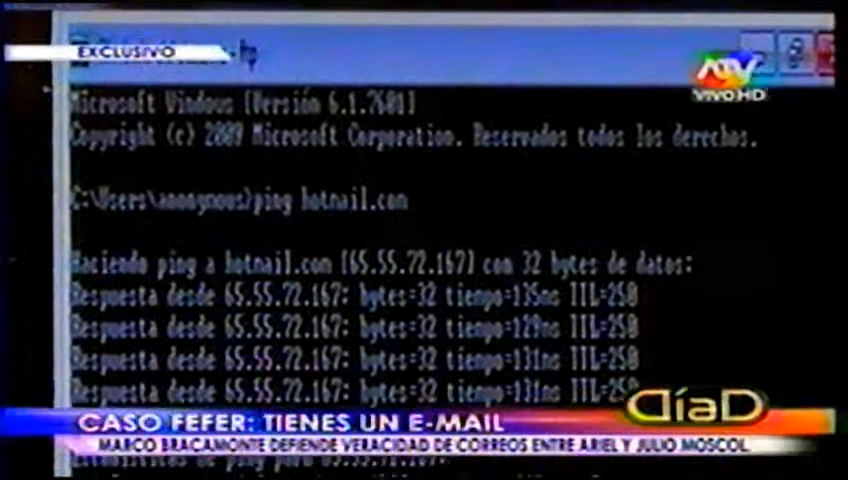 EXCLUSIVO
ATV
VIVO.HD
Microsoft Windows [Versión 6.1.7601]
Copyright (c) 2009 Microsoft Corporation. Reservados todos los derechos.
C:\Users\anonymous>ping hotmail.com
Haciendo ping a hotmail.com [65.55.72.167] con 32 bytes de datos:
Respuesta desde 65.55.72.167: bytes=32 tiempo=135ms TTL=250
Respuesta desde 65.55.72.167: bytes=32 tiempo=129ms TTL=250
Respuesta desde 65.55.72.167: bytes=32 tiempo=131ms TTL=250
Respuesta desde 65.55.72.167: bytes=32 tiempo=131ms TTL=250
DíaD
CASO FEFER: TIENES UN E-MAIL
MARCO BRACAMONTE DEFIENDE VERACIDAD DE CORREOS ENTRE ARIEL Y JULIO MOSCOL.